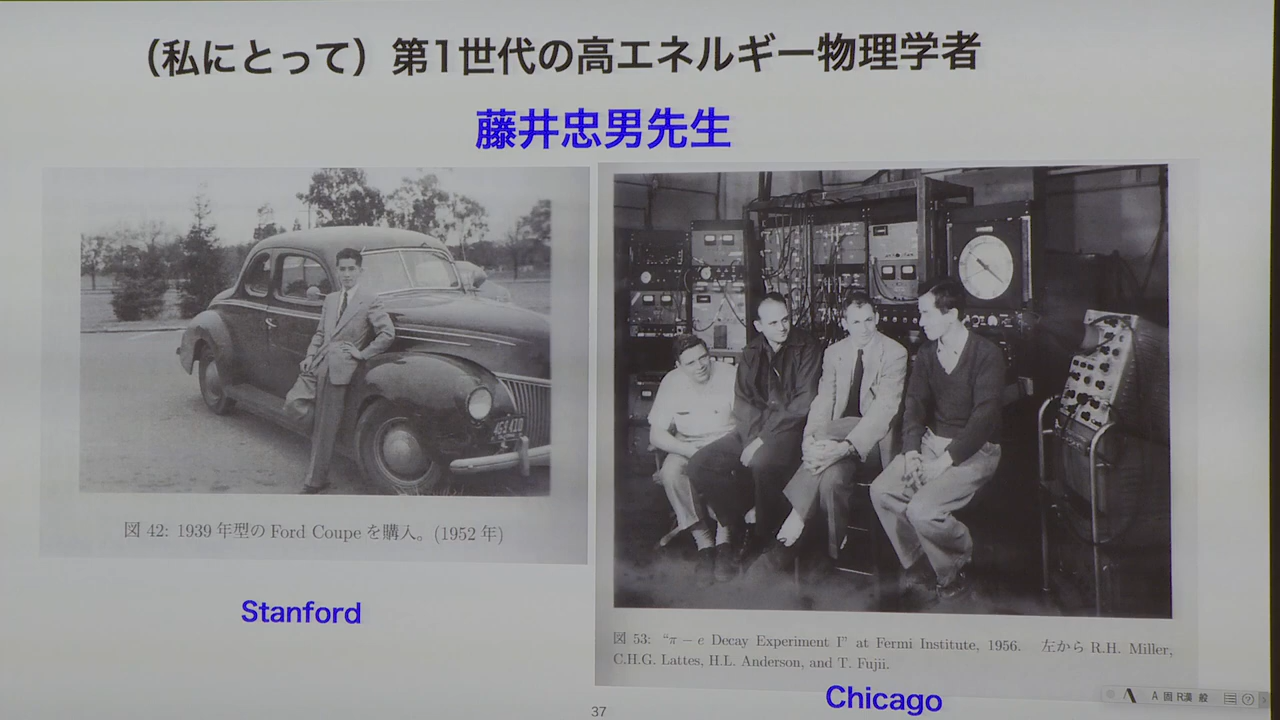 （私にとって）第1世代の高エネルギー物理学者
藤井忠男先生
図 42: 1939 年型の Ford Coupe を購入。(1952 年)
Stanford
図 53: “π − e Decay Experiment I” at Fermi Institute, 1956. 左から R.H. Miller,
C.H.G. Lattes, H.L. Anderson, and T. Fujii.
Chicago
37